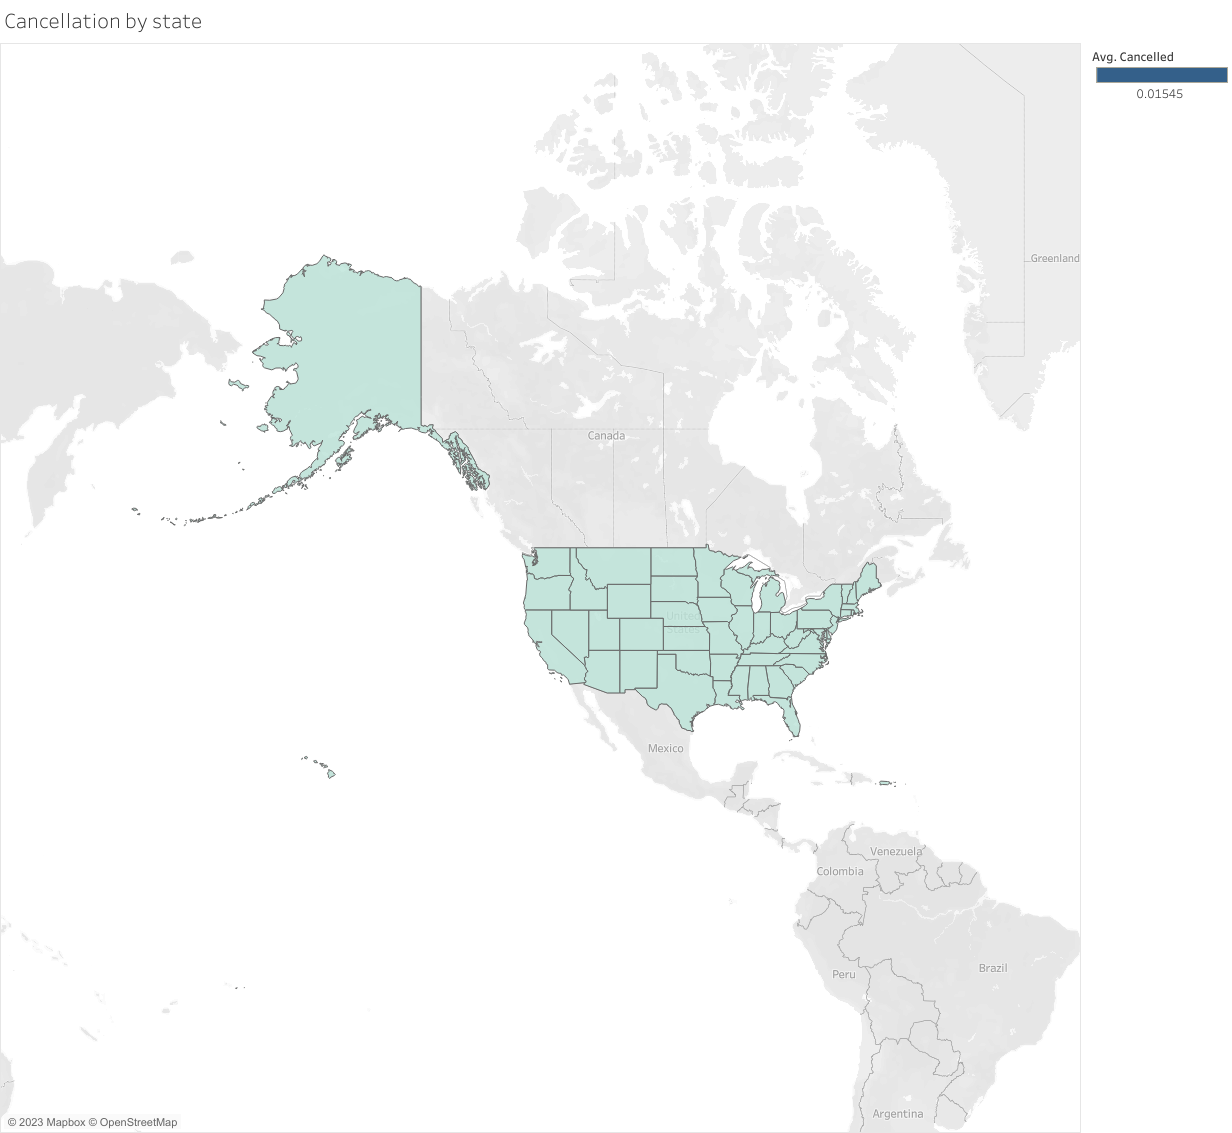 Cancellation by state
Avg. Cancelled
0.01545
Greenland
Canada
United
States
Mexico
Venezuela
Colombia
Brazil
Peru
Argentina
© 2023 Mapbox © OpenStreetMap